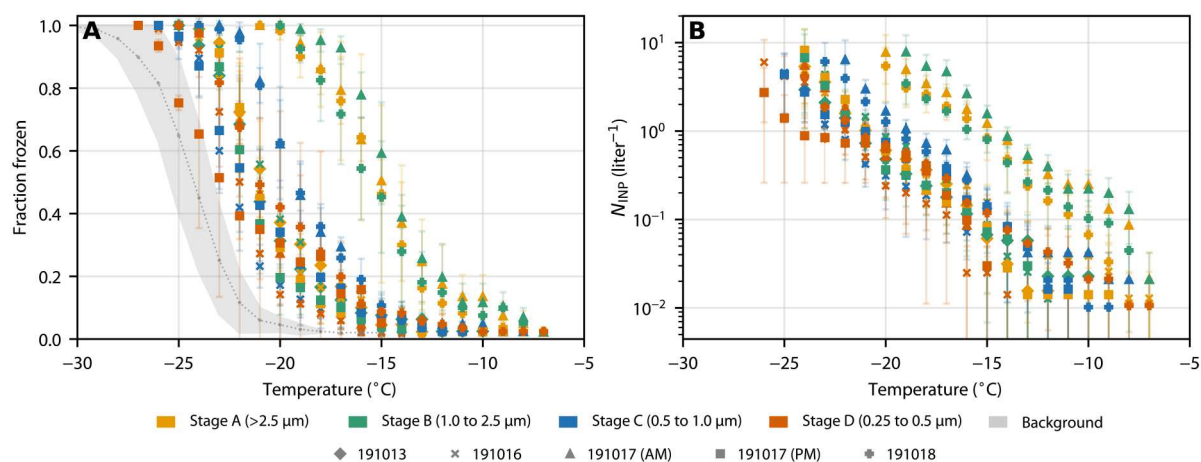 A
B
1.0
0.8
0.6
0.4
0.2
0.0
Fraction frozen
−30
−25
−20
−15
−10
−5
Temperature (°C)
10¹
10⁰
10⁻¹
10⁻²
N_INP (liter⁻¹)
−30
−25
−20
−15
−10
−5
Temperature (°C)
Stage A (>2.5 μm) Stage B (1.0 to 2.5 μm) Stage C (0.5 to 1.0 μm) Stage D (0.25 to 0.5 μm) Background
191013 191016 191017 (AM) 191017 (PM) 191018